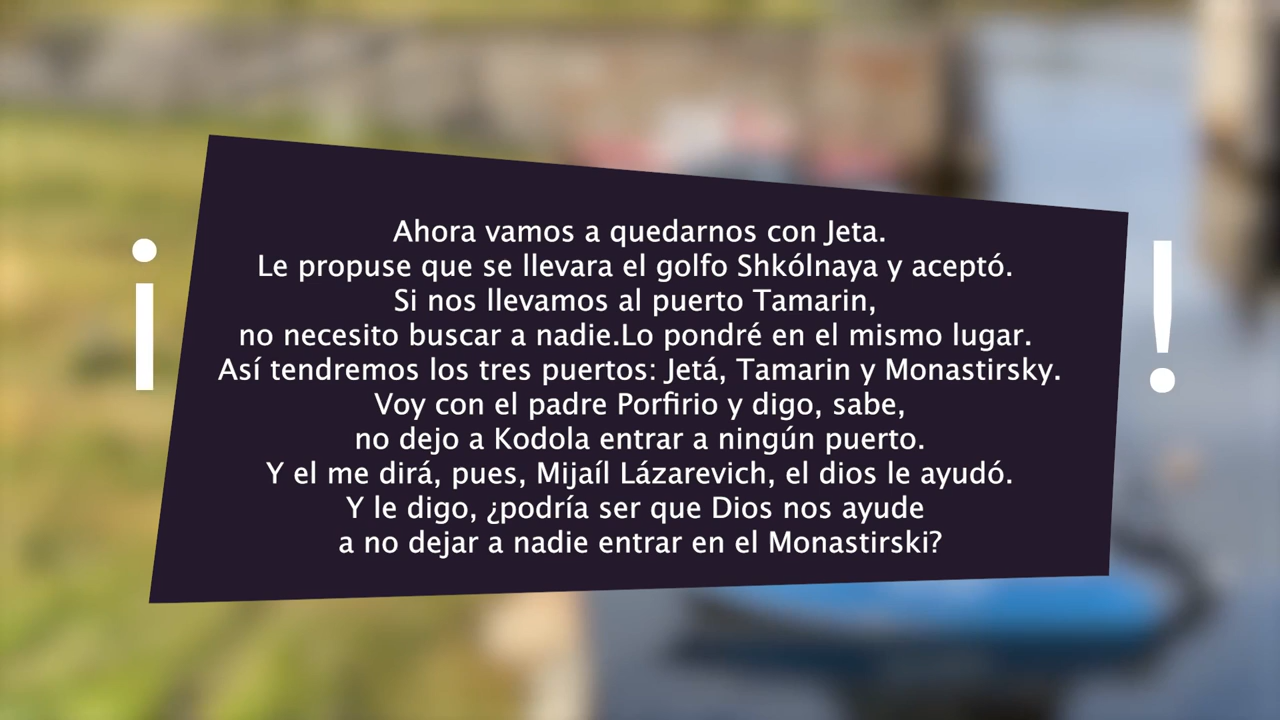 Ahora vamos a quedarnos con Jeta.
Le propuse que se llevara el golfo Shkólnaya y aceptó.
Si nos llevamos al puerto Tamarin,
no necesito buscar a nadie.Lo pondré en el mismo lugar.
Así tendremos los tres puertos: Jetá, Tamarin y Monastirsky.
Voy con el padre Porfirio y digo, sabe,
no dejo a Kodola entrar a ningún puerto.
Y el me dirá, pues, Mijaíl Lázarevich, el dios le ayudó.
Y le digo, ¿podría ser que Dios nos ayude
a no dejar a nadie entrar en el Monastirski?
¡ !